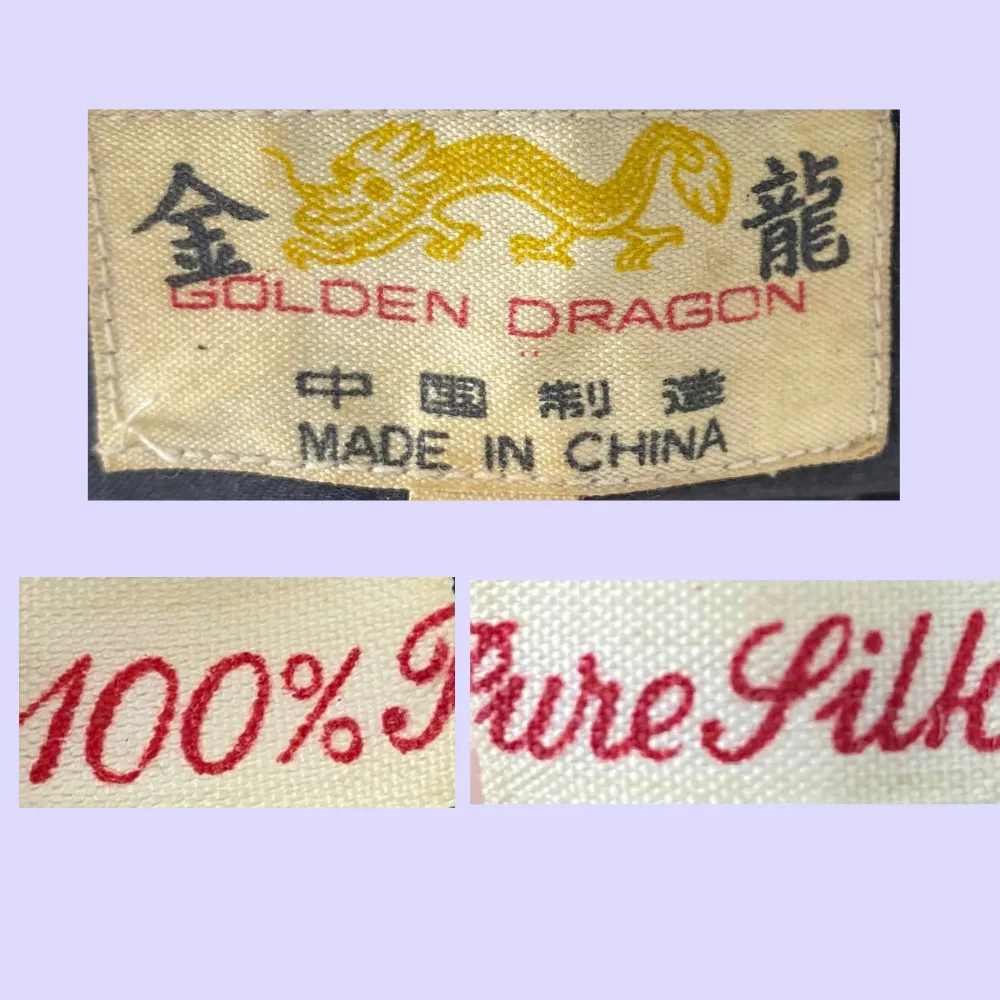 金 龍
GOLDEN DRAGON
中国制造
MADE IN CHINA
100% P
Pure Silk